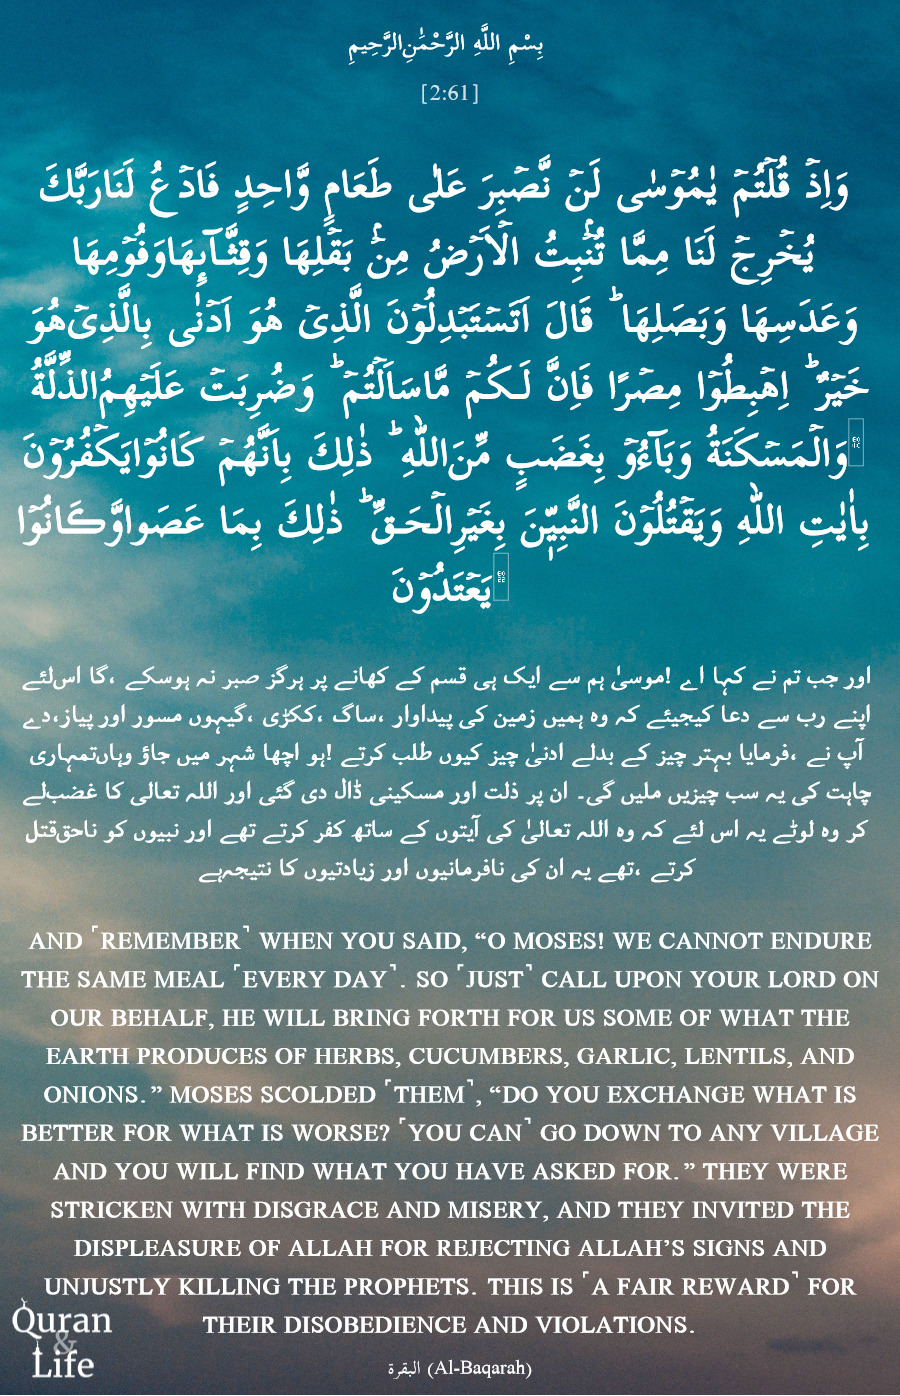 بِسْمِ اللَّهِ الرَّحْمَٰنِالرَّحِيمِ
[2:61]
وَاِذۡ قُلۡتُمۡ يٰمُوۡسٰى لَنۡ نَّصۡبِرَ عَلٰى طَعَامٍ وَّاحِدٍ فَادۡعُ لَنَارَبَّكَ
يُخۡرِجۡ لَنَا مِمَّا تُنۡۢبِتُ الۡاَرۡضُ مِنۡۢ بَقۡلِهَا وَقِثَّـآٮِٕهَاوَفُوۡمِهَا
وَعَدَسِهَا وَبَصَلِهَا​ؕ قَالَ اَتَسۡتَبۡدِلُوۡنَ الَّذِىۡ هُوَ اَدۡنٰى بِالَّذِىۡهُوَ
خَيۡرٌ​ؕ اِهۡبِطُوۡا مِصۡرًا فَاِنَّ لَـكُمۡ مَّاسَاَلۡتُمۡ​ؕ وَضُرِبَتۡ عَلَيۡهِمُالذِّلَّةُ
وَالۡمَسۡکَنَةُ وَبَآءُوۡ بِغَضَبٍ مِّنَاللّٰهِ​ؕ ذٰلِكَ بِاَنَّهُمۡ كَانُوۡايَكۡفُرُوۡنَ
بِاٰيٰتِ اللّٰهِ وَيَقۡتُلُوۡنَ النَّبِيّٖنَ بِغَيۡرِالۡحَـقِّ​ؕ ذٰلِكَ بِمَا عَصَواوَّڪَانُوۡا
يَعۡتَدُوۡنَ
اور جب تم نے کہا اے !موسیٰ ہم سے ایک ہی قسم کے کھانے پر ہرگز صبر نہ ہوسکے ،گا اس‌لئے
اپنے رب سے دعا کیجیئے کہ وه ہمیں زمین کی پیداوار ،ساگ ،ککڑی ،گیہوں مسور اور پیاز،دے
آپ نے ،فرمایا بہتر چیز کے بدلے ادنیٰ چیز کیوں طلب کرتے !ہو اچھا شہر میں جاؤ وہاں‌تمہاری
چاہت کی یہ سب چیزیں ملیں گی۔ ان پر ذلت اور مسکینی ڈال دی گئی اور اللہ تعالی کا غضب‌لے
کر وه لوٹے یہ اس لئے کہ وه اللہ تعالیٰ کی آیتوں کے ساتھ کفر کرتے تھے اور نبیوں کو ناحق‌قتل
کرتے ،تھے یہ ان کی نافرمانیوں اور زیادتیوں کا نتیجہ‌ہے
AND ˹REMEMBER˺ WHEN YOU SAID, “O MOSES! WE CANNOT ENDURE
THE SAME MEAL ˹EVERY DAY˺. SO ˹JUST˺ CALL UPON YOUR LORD ON
OUR BEHALF, HE WILL BRING FORTH FOR US SOME OF WHAT THE
EARTH PRODUCES OF HERBS, CUCUMBERS, GARLIC, LENTILS, AND
ONIONS.” MOSES SCOLDED ˹THEM˺, “DO YOU EXCHANGE WHAT IS
BETTER FOR WHAT IS WORSE? ˹YOU CAN˺ GO DOWN TO ANY VILLAGE
AND YOU WILL FIND WHAT YOU HAVE ASKED FOR.” THEY WERE
STRICKEN WITH DISGRACE AND MISERY, AND THEY INVITED THE
DISPLEASURE OF ALLAH FOR REJECTING ALLAH’S SIGNS AND
UNJUSTLY KILLING THE PROPHETS. THIS IS ˹A FAIR REWARD˺ FOR
THEIR DISOBEDIENCE AND VIOLATIONS.
Quran
&
Life
البقرة (Al-Baqarah)